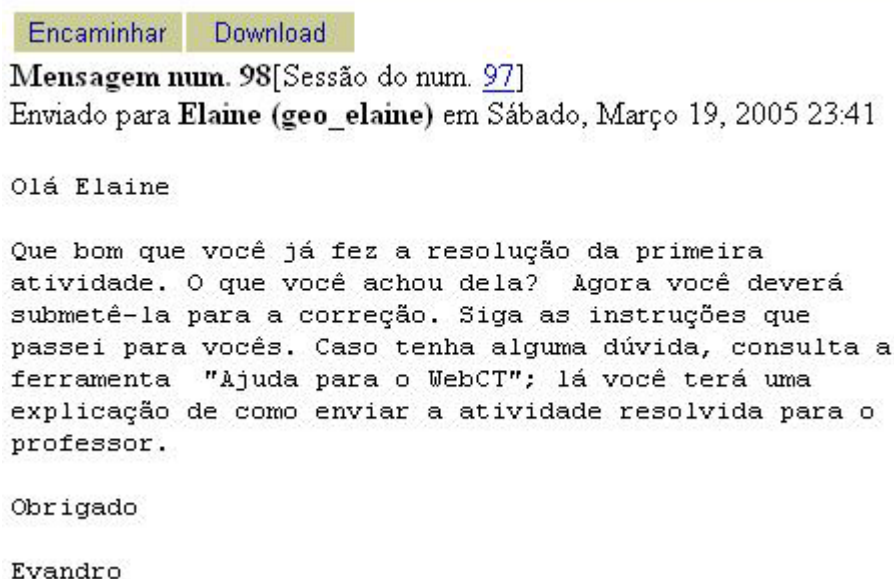 Encaminhar Download
Mensagem num. 98[Sessão do num. 97]
Enviado para Elaine (geo_elaine) em Sábado, Março 19, 2005 23:41
Olá Elaine
Que bom que você já fez a resolução da primeira
atividade. O que você achou dela? Agora você deverá
submetê-la para a correção. Siga as instruções que
passei para vocês. Caso tenha alguma dúvida, consulta a
ferramenta "Ajuda para o WebCT"; lá você terá uma
explicação de como enviar a atividade resolvida para o
professor.
Obrigado
Evandro